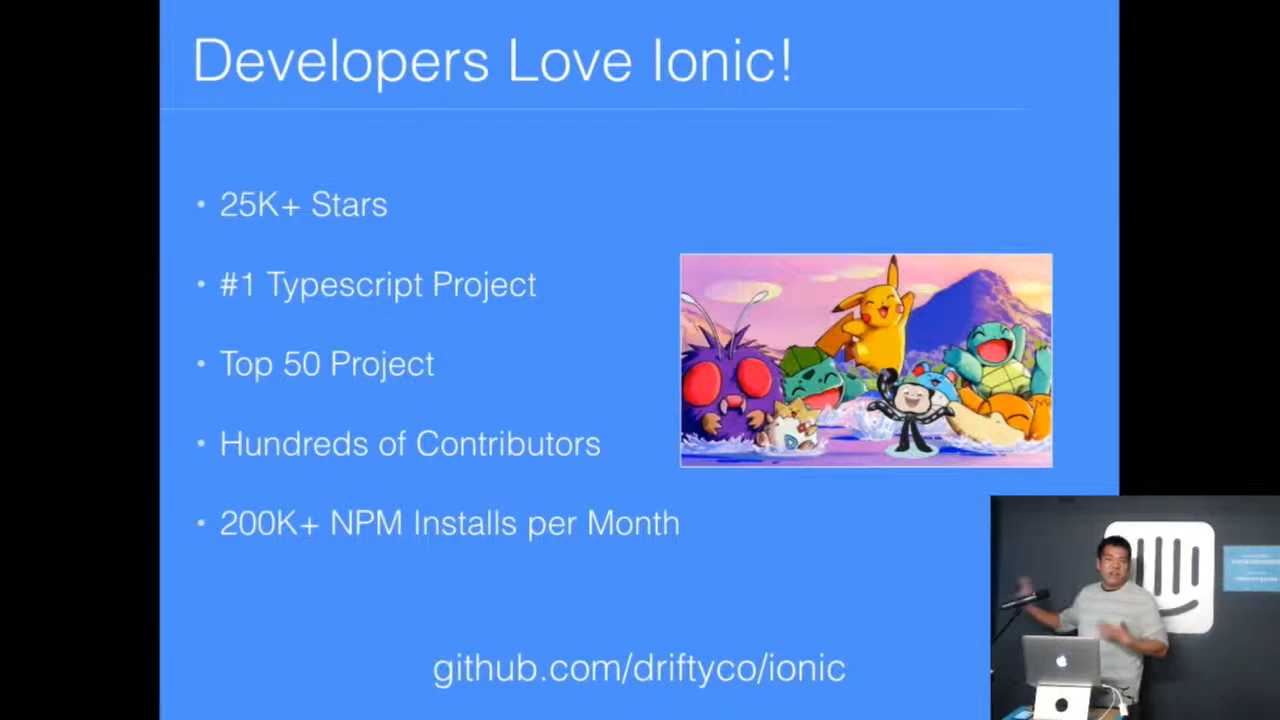 Developers Love Ionic!
• 25K+ Stars
• #1 Typescript Project
• Top 50 Project
• Hundreds of Contributors
• 200K+ NPM Installs per Month
github.com/driftyco/ionic